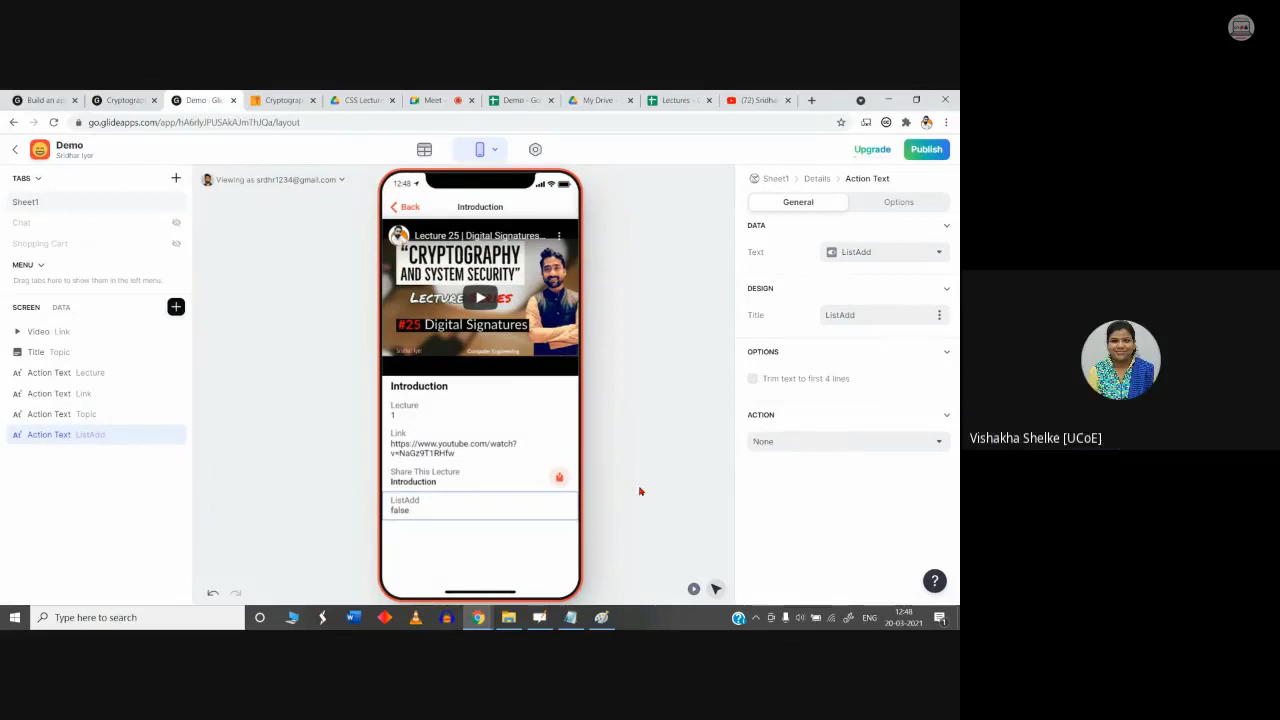 Build an ap
Cryptograp
Demo - Gli
Cryptograp
CSS Lecture
Meet -
Demo - Go
My Drive -
Lectures -
(72) Sridha
go.glideapps.com/app/hA6rlyJPUSAkAJmThJQa/layout
Demo
Sridhar Iyer
Upgrade
Publish
TABS
Sheet1
Chat
Shopping Cart
MENU
Drag tabs here to show them in the left menu.
SCREEN
DATA
Video Link
Title Topic
Action Text Lecture
Action Text Link
Action Text Topic
Action Text ListAdd
Viewing as srdhr1234@gmail.com
12:48
Back
Introduction
Lecture 25 | Digital Signatures...
"CRYPTOGRAPHY
AND SYSTEM SECURITY"
#25 Digital Signatures
Sridhar Iyer
Computer Engineering
Introduction
Lecture
1
Link
https://www.youtube.com/watch?
v=NaGz9T1RHfw
Share This Lecture
Introduction
ListAdd
false
Sheet1
Details
Action Text
General
Options
DATA
Text
ListAdd
DESIGN
Title
ListAdd
OPTIONS
Trim text to first 4 lines
ACTION
None
?
Type here to search
ENG
12:48
20-03-2021
Vishakha Shelke [UCoE]